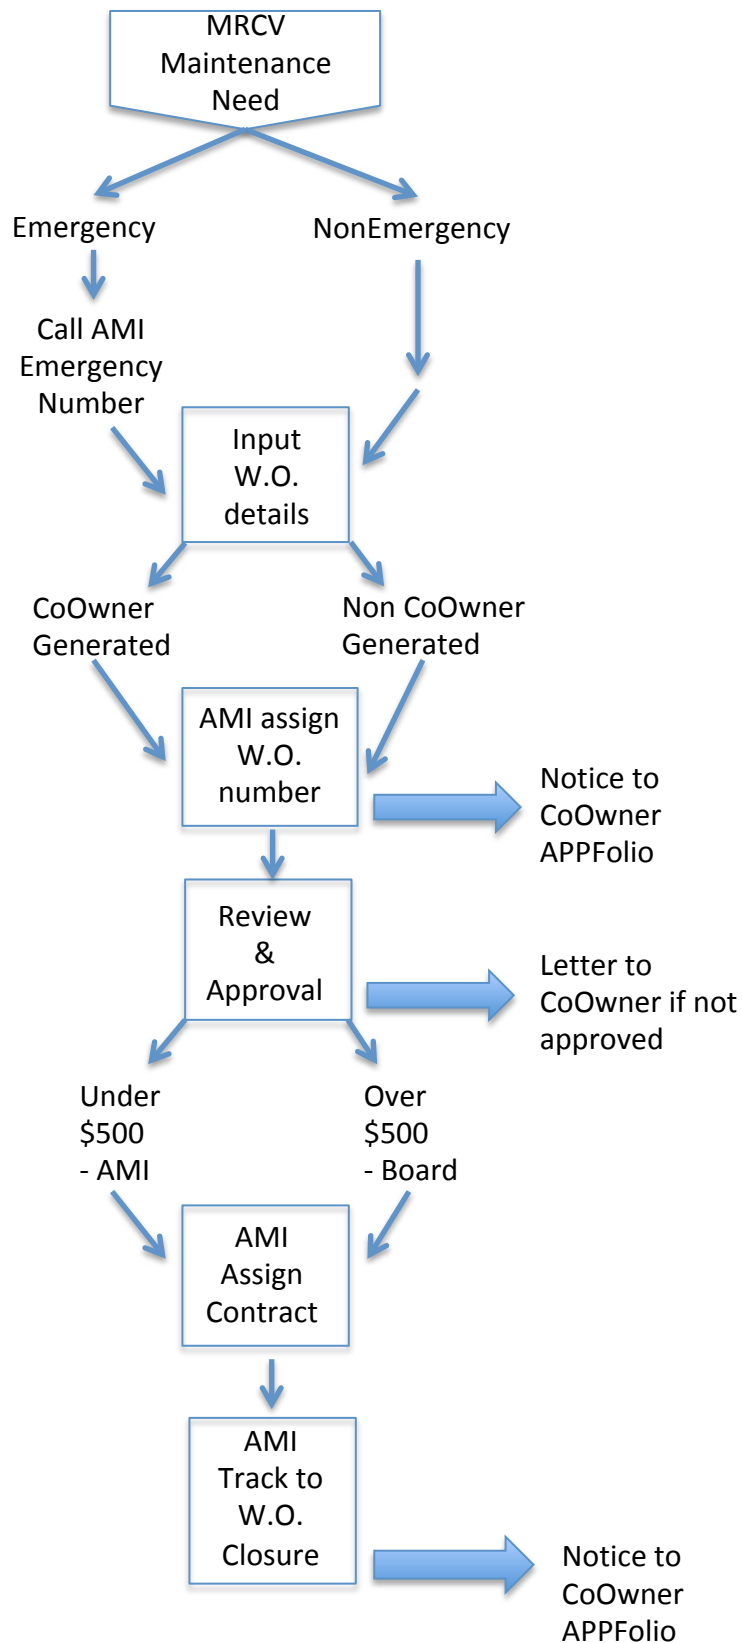 MRCV
Maintenance
Need
Emergency
NonEmergency
Call AMI
Emergency
Number
Input
W.O.
details
CoOwner
Generated
Non CoOwner
Generated
AMI assign
W.O.
number
Notice to
CoOwner
APPFolio
Review
&
Approval
Letter to
CoOwner if not
approved
Under
$500
- AMI
Over
$500
- Board
AMI
Assign
Contract
AMI
Track to
W.O.
Closure
Notice to
CoOwner
APPFolio